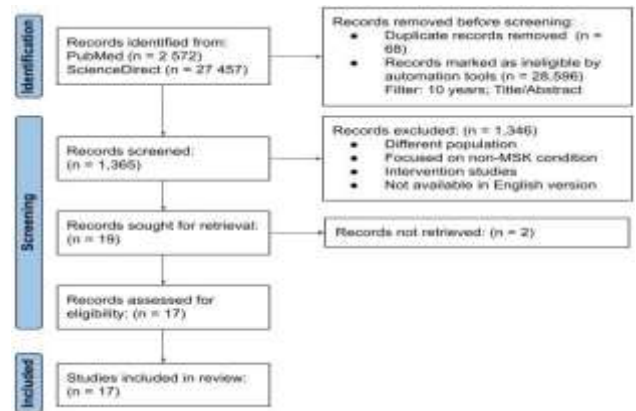 Identification
Records identified from:
PubMed (n = 2 572)
ScienceDirect (n = 27 457)
Records removed before screening:
● Duplicate records removed (n =
68)
● Records marked as ineligible by
automation tools (n = 28,596)
Filter: 10 years; Title/Abstract
Screening
Records screened:
(n = 1,365)
Records excluded: (n = 1,346)
● Different population
● Focused on non-MSK condition
● Intervention studies
● Not available in English version
Records sought for retrieval:
(n = 19)
Records not retrieved: (n = 2)
Records assessed for
eligibility: (n = 17)
Included
Studies included in review:
(n = 17)